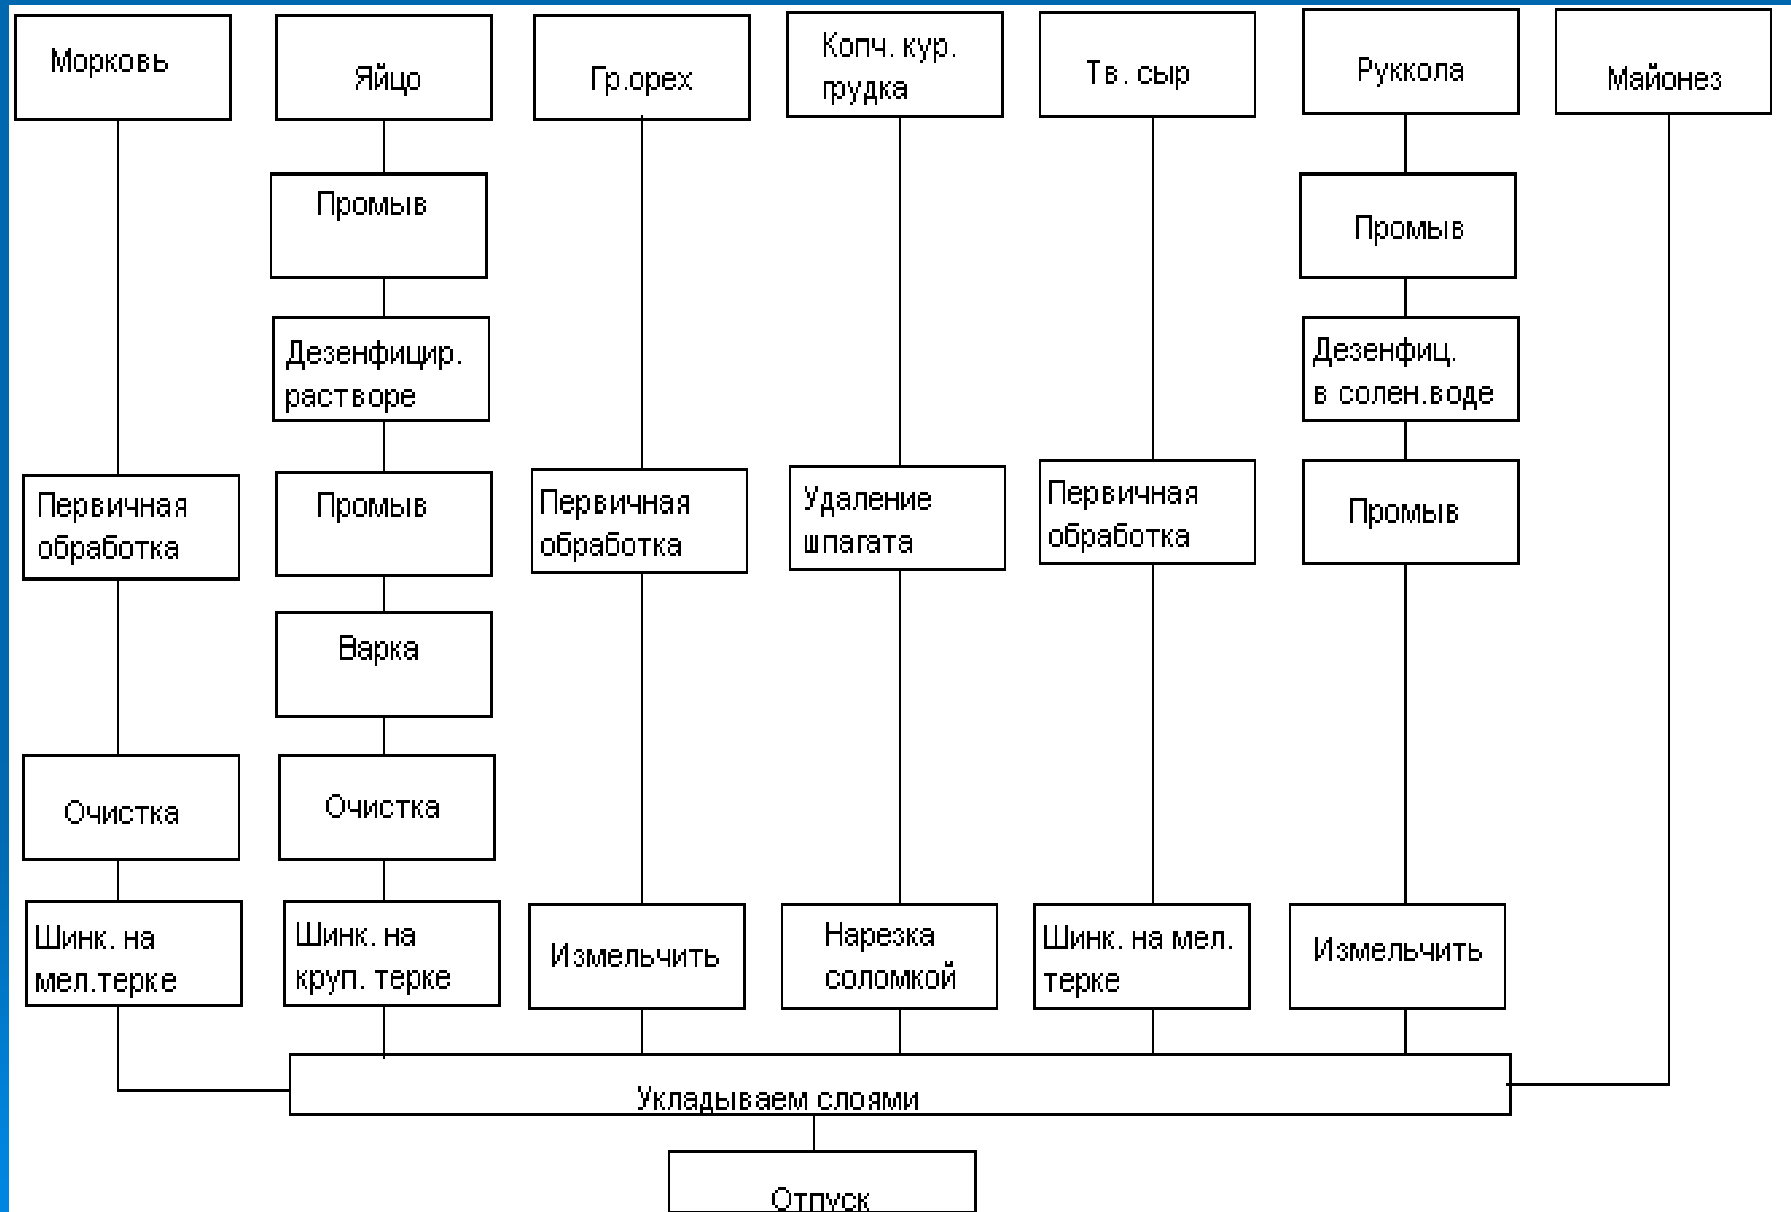 Морковь
Яйцо
Гр.орех
Копч. кур.
грудка
Тв. сыр
Руккола
Майонез
Промыв
Промыв
Дезенфицир.
растворе
Дезенфиц.
в солен.воде
Первичная
обработка
Промыв
Первичная
обработка
Удаление
шпагата
Первичная
обработка
Промыв
Варка
Очистка
Очистка
Шинк. на
мел.терке
Шинк. на
круп. терке
Измельчить
Нарезка
соломкой
Шинк. на мел.
терке
Измельчить
Укладываем слоями
Отпуск